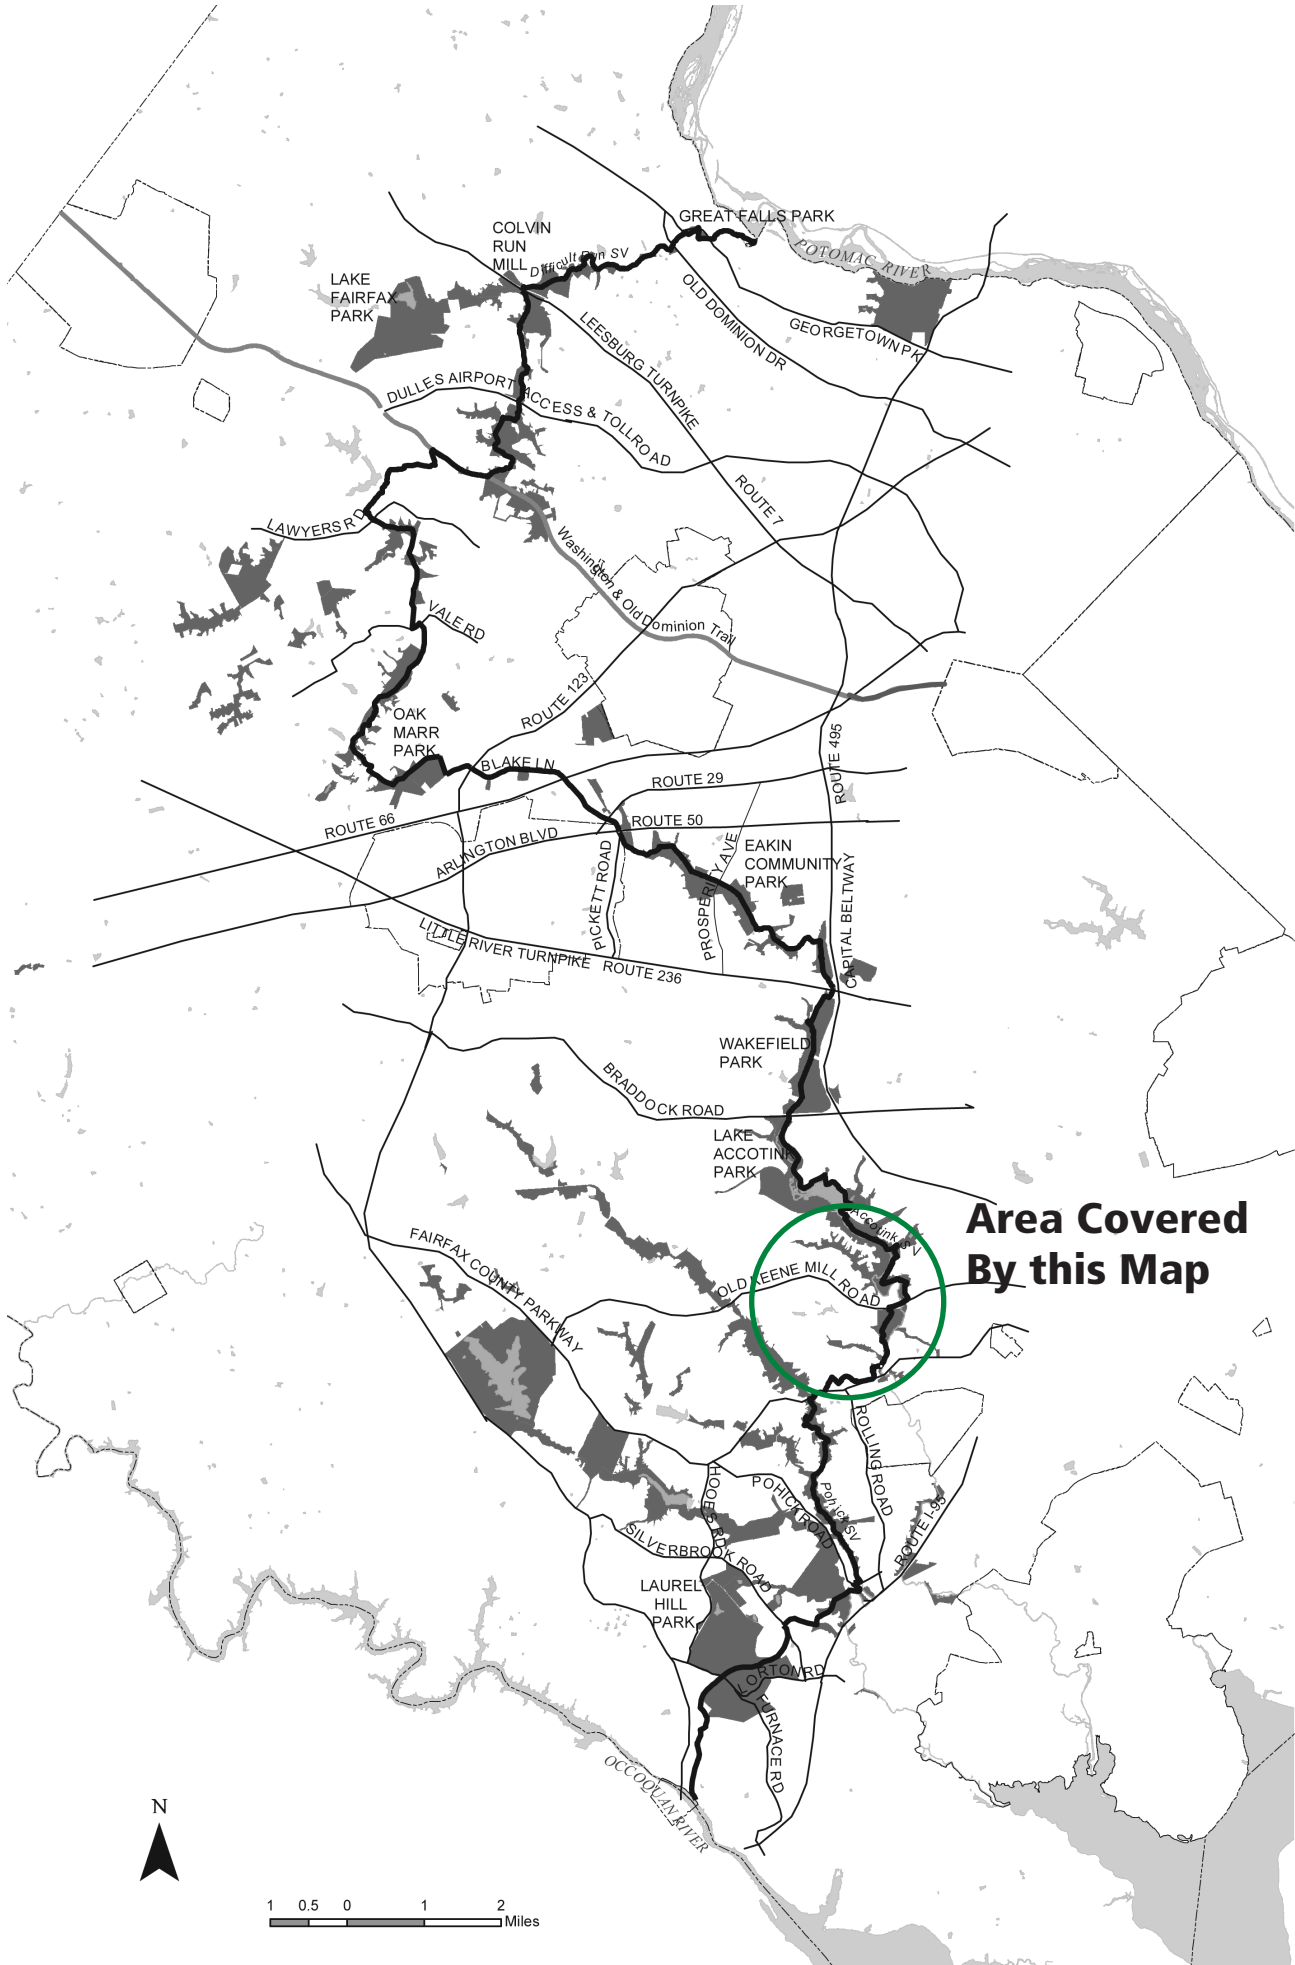 GREAT FALLS PARK
COLVIN
RUN
MILL
Difficult Run SV
POTOMAC RIVER
LAKE
FAIRFAX
PARK
OLD DOMINION DR
GEORGETOWN PK
LEESBURG TURNPIKE
DULLES AIRPORT ACCESS & TOLLROAD
ROUTE 7
LAWYERS RD
Washington & Old Dominion Trail
VALE RD
ROUTE 123
OAK
MARR
PARK
BLAKE LN
ROUTE 495
ROUTE 29
ROUTE 66
ROUTE 50
ARLINGTON BLVD
EAKIN
COMMUNITY
PARK
PICKETT ROAD
PROSPERITY AVE
CAPITAL BELTWAY
LITTLE RIVER TURNPIKE
ROUTE 236
WAKEFIELD
PARK
BRADDOCK ROAD
LAKE
ACCOTINK
PARK
Accotink SV
Area Covered
By this Map
FAIRFAX COUNTY PARKWAY
OLD KEENE MILL ROAD
ROLLING ROAD
HOOES RD
POHICK ROAD
Pohick SV
ROUTE I-95
SILVERBROOK ROAD
LAUREL
HILL
PARK
LORTON RD
FURNACE RD
OCCOQUAN RIVER
N
1 0.5 0 1 2
Miles